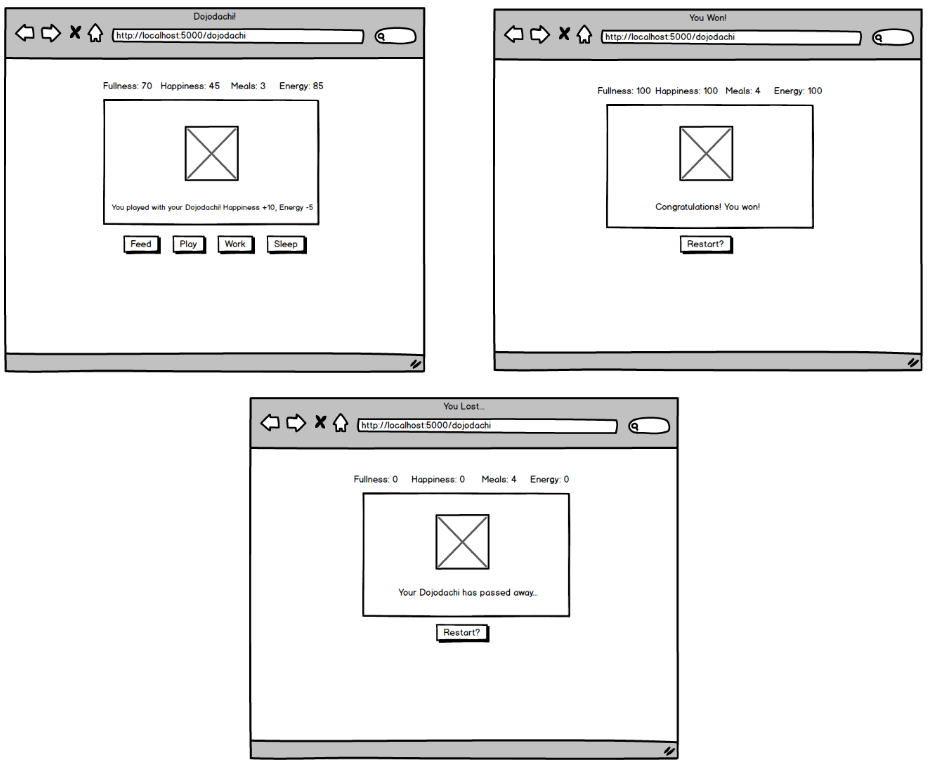 Dojodachi!
http://localhost:5000/dojodachi
Fullness: 70 Happiness: 45 Meals: 3 Energy: 85
You played with your Dojodachi! Happiness +10, Energy -5
Feed Play Work Sleep
You Won!
http://localhost:5000/dojodachi
Fullness: 100 Happiness: 100 Meals: 4 Energy: 100
Congratulations! You won!
Restart?
You Lost...
http://localhost:5000/dojodachi
Fullness: 0 Happiness: 0 Meals: 4 Energy: 0
Your Dojodachi has passed away...
Restart?